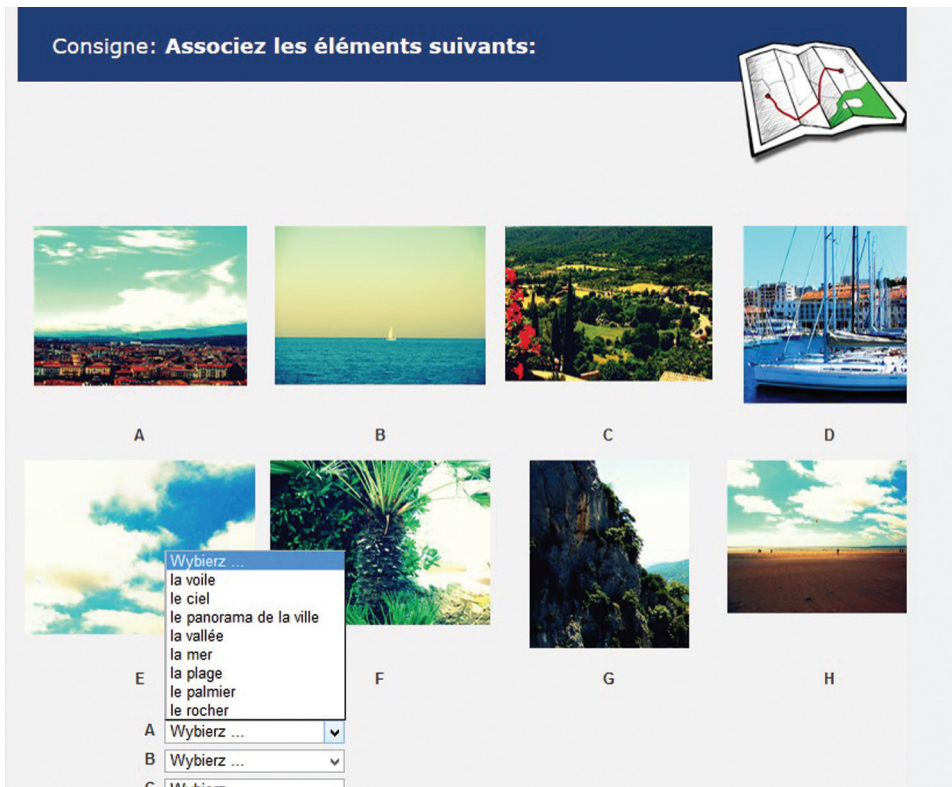 Consigne: Associez les éléments suivants:
A
B
C
D
E
F
G
H
Wybierz ...
la voile
le ciel
le panorama de la ville
la vallée
la mer
la plage
le palmier
le rocher
A Wybierz ...
B Wybierz ...